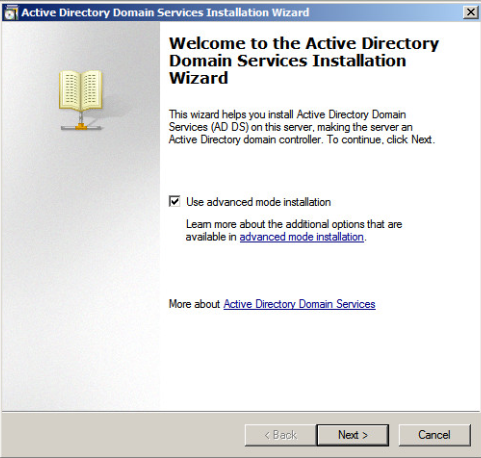 Active Directory Domain Services Installation Wizard
Welcome to the Active Directory
Domain Services Installation
Wizard
This wizard helps you install Active Directory Domain
Services (AD DS) on this server, making the server an
Active Directory domain controller. To continue, click Next.
Use advanced mode installation
Learn more about the additional options that are
available in advanced mode installation.
More about Active Directory Domain Services
< Back
Next >
Cancel